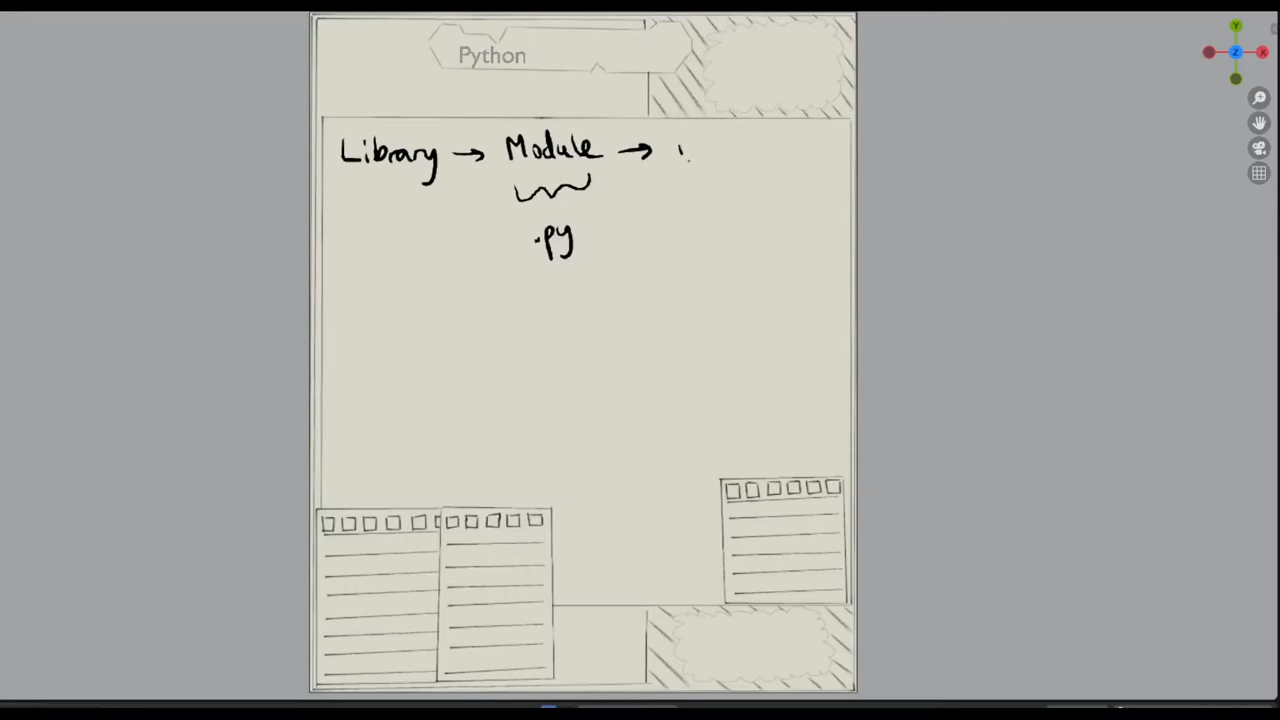 Python
Library → Module →
.py